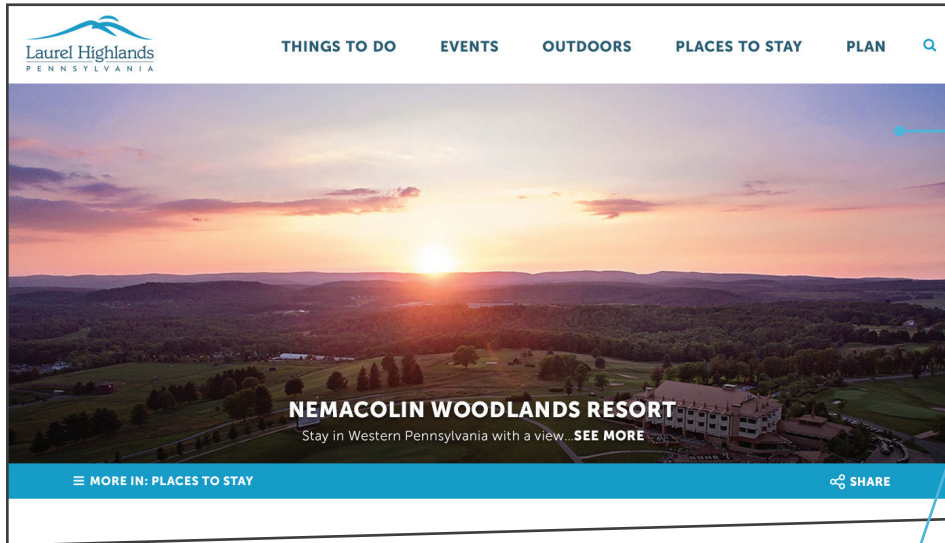 Laurel Highlands
PENNSYLVANIA
THINGS TO DO EVENTS OUTDOORS PLACES TO STAY PLAN
NEMACOLIN WOODLANDS RESORT
Stay in Western Pennsylvania with a view...SEE MORE
MORE IN: PLACES TO STAY SHARE